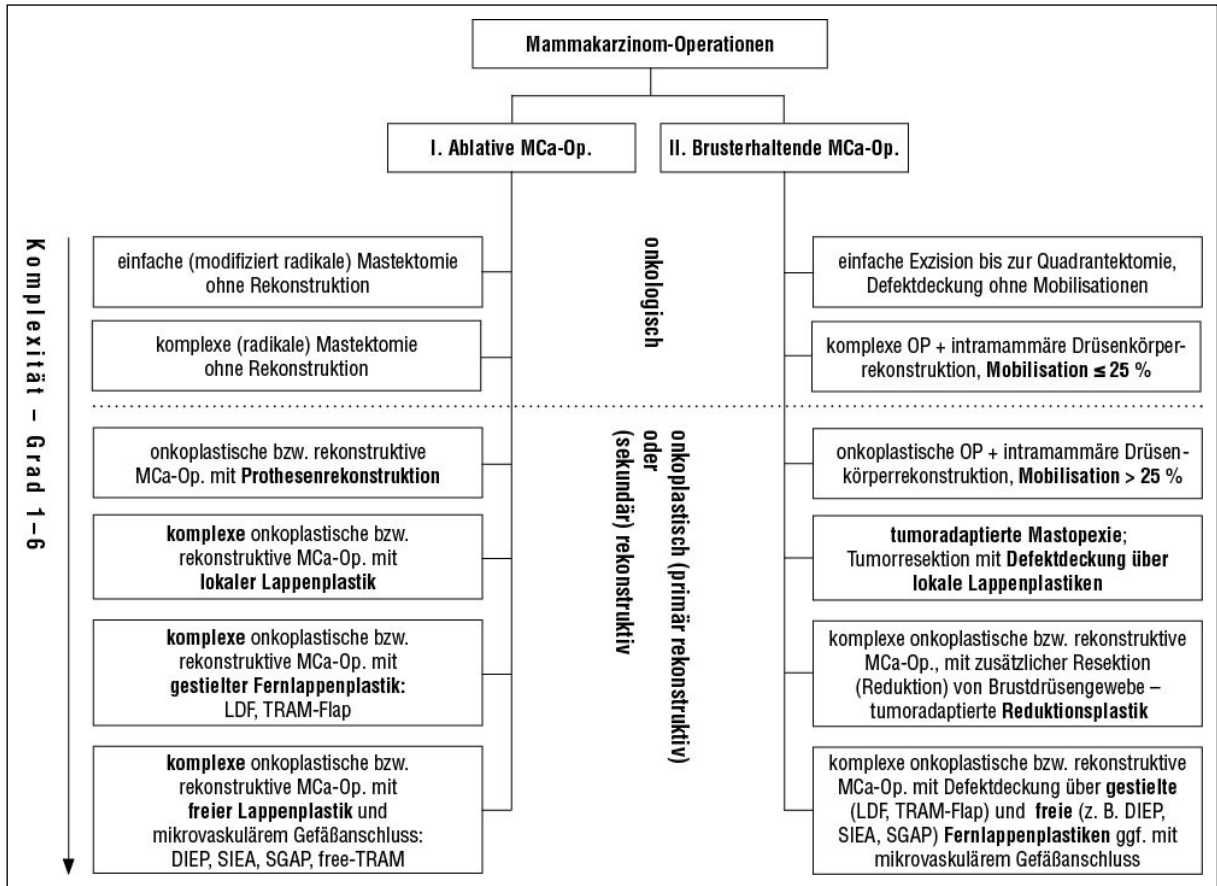 Mammakarzinom-Operationen
I. Ablative MCa-Op.
II. Brusterhaltende MCa-Op.
Komplexität – Grad 1–6
einfache (modifiziert radikale) Mastektomie
ohne Rekonstruktion
komplexe (radikale) Mastektomie
ohne Rekonstruktion
onkoplastische bzw. rekonstruktive
MCa-Op. mit Prothesenrekonstruktion
komplexe onkoplastische bzw.
rekonstruktive MCa-Op. mit
lokaler Lappenplastik
komplexe onkoplastische bzw.
rekonstruktive MCa-Op. mit
gestielter Fernlappenplastik:
LDF, TRAM-Flap
komplexe onkoplastische bzw.
rekonstruktive MCa-Op. mit
freier Lappenplastik und
mikrovaskulärem Gefäßanschluss:
DIEP, SIEA, SGAP, free-TRAM
onkologisch
onkoplastisch (primär rekonstruktiv)
oder
(sekundär) rekonstruktiv
einfache Exzision bis zur Quadrantektomie,
Defektdeckung ohne Mobilisationen
komplexe OP + intramammäre Drüsenkörper-
rekonstruktion, Mobilisation ≤ 25 %
onkoplastische OP + intramammäre Drüsen-
körperrekonstruktion, Mobilisation > 25 %
tumoradaptierte Mastopexie;
Tumorresektion mit Defektdeckung über
lokale Lappenplastiken
komplexe onkoplastische bzw. rekonstruktive
MCa-Op., mit zusätzlicher Resektion
(Reduktion) von Brustdrüsengewebe –
tumoradaptierte Reduktionsplastik
komplexe onkoplastische bzw. rekonstruktive
MCa-Op. mit Defektdeckung über gestielte
(LDF, TRAM-Flap) und freie (z. B. DIEP,
SIEA, SGAP) Fernlappenplastiken ggf. mit
mikrovaskulärem Gefäßanschluss